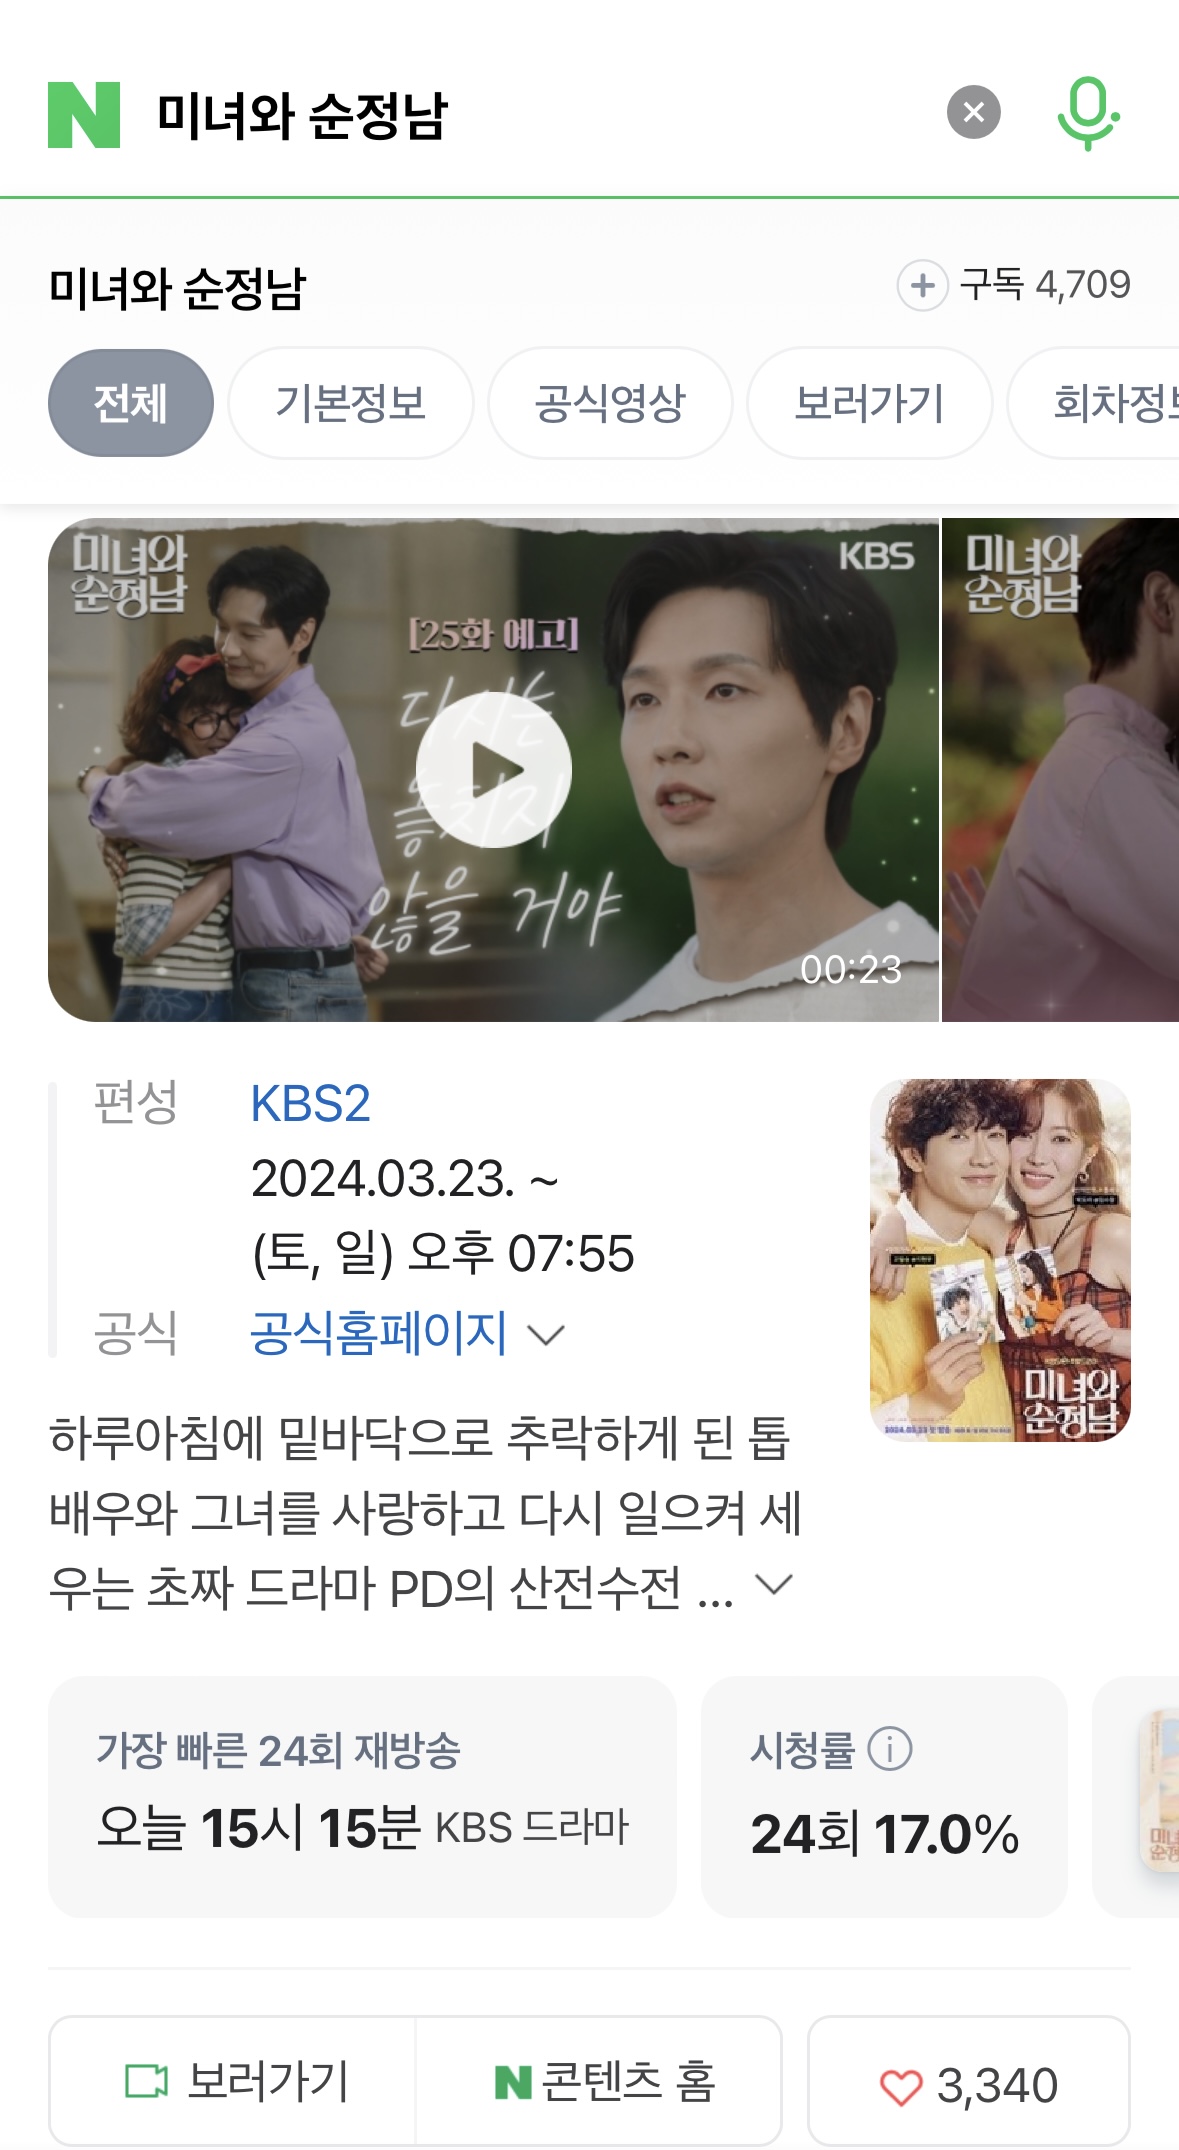 미녀와 순정남
미녀와 순정남
구독 4,709
전체
기본정보
공식영상
보러가기
회차정보
미녀와
순정남
KBS
[25화 예고]
다시는
놓치지
않을 거야
00:23
미녀와
순정남
편성
KBS2
2024.03.23. ~
(토, 일) 오후 07:55
공식
공식홈페이지
미녀와
순정남
하루아침에 밑바닥으로 추락하게 된 톱
배우와 그녀를 사랑하고 다시 일으켜 세
우는 초짜 드라마 PD의 산전수전 ...
가장 빠른 24회 재방송
오늘 15시 15분 KBS 드라마
시청률
24회 17.0%
보러가기
N 콘텐츠 홈
3,340